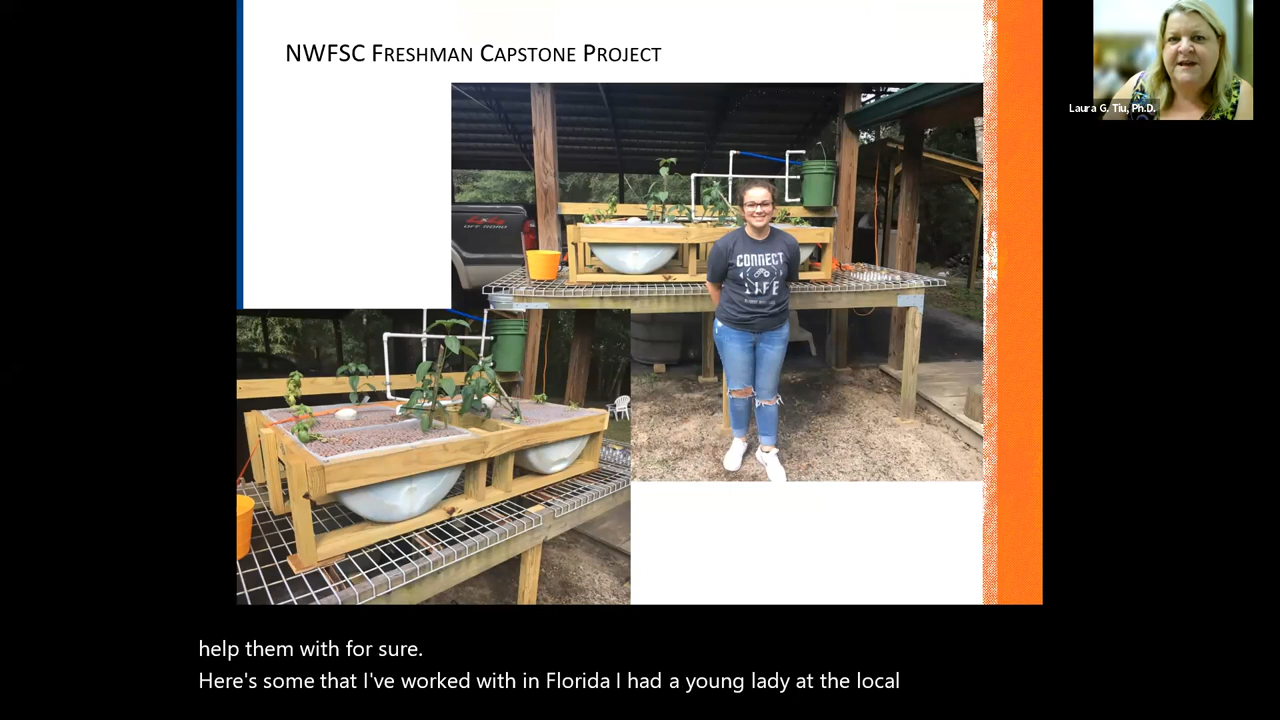 NWFSC Freshman Capstone Project
Laura G. Tiu, Ph.D.
4x4
OFF ROAD
CONNECT
LIFE
help them with for sure.
Here's some that I've worked with in Florida I had a young lady at the local